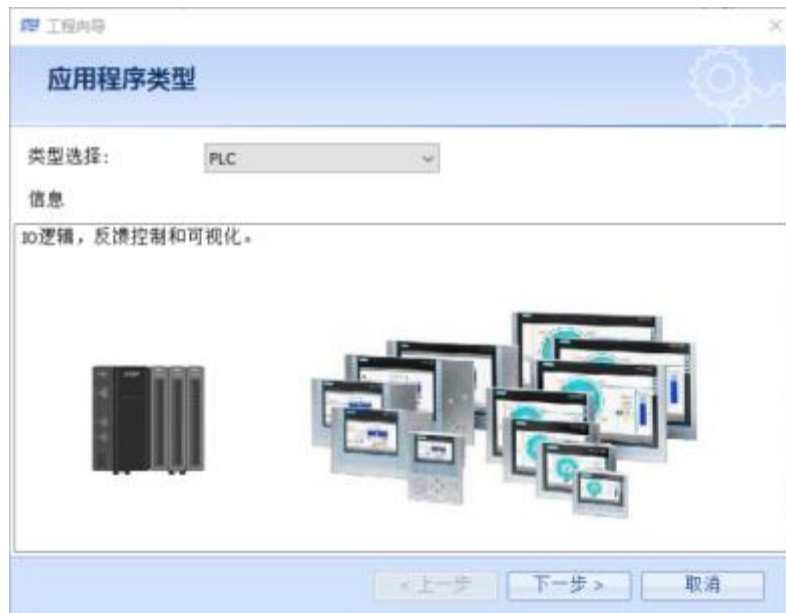 工程向导
应用程序类型
类型选择: PLC
信息
IO逻辑，反馈控制和可视化。
<上一步 下一步> 取消